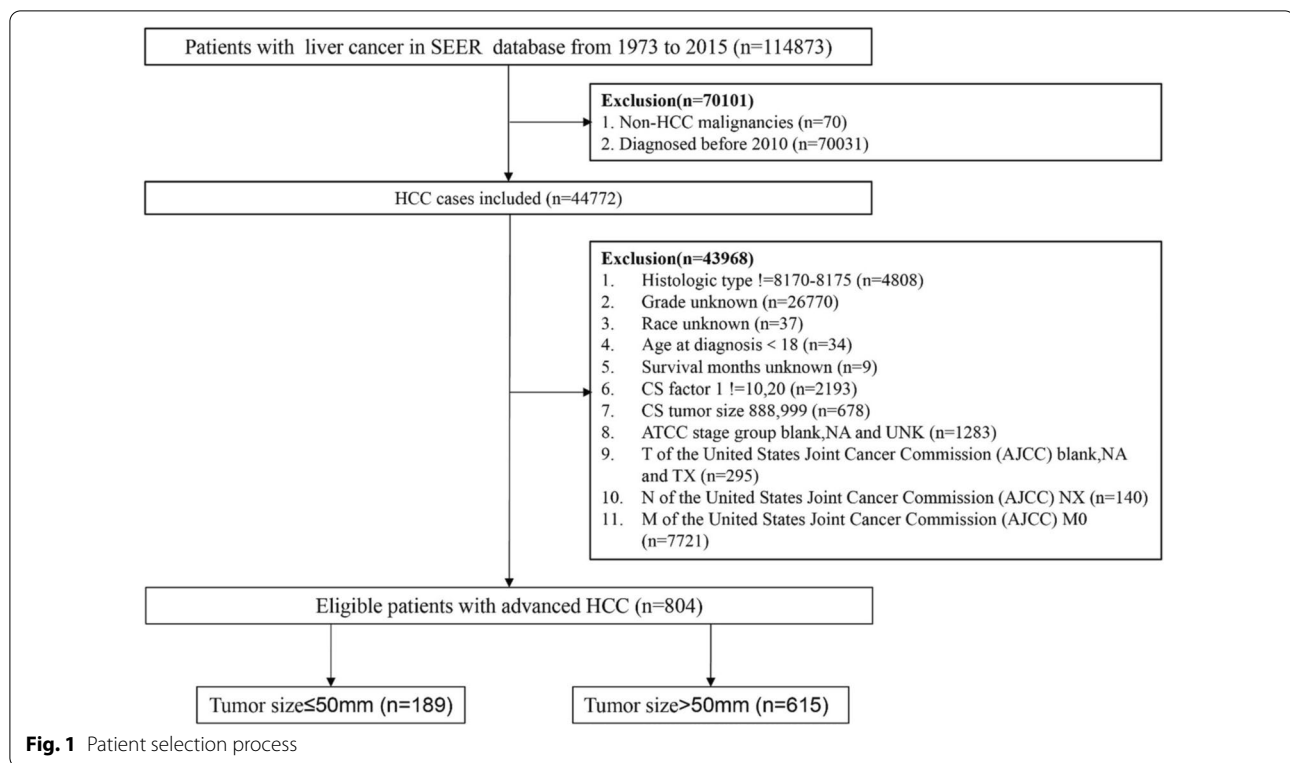 Patients with liver cancer in SEER database from 1973 to 2015 (n=114873)
Exclusion(n=70101)
1. Non-HCC malignancies (n=70)
2. Diagnosed before 2010 (n=70031)
HCC cases included (n=44772)
Exclusion(n=43968)
1. Histologic type !=8170-8175 (n=4808)
2. Grade unknown (n=26770)
3. Race unknown (n=37)
4. Age at diagnosis < 18 (n=34)
5. Survival months unknown (n=9)
6. CS factor 1 !=10,20 (n=2193)
7. CS tumor size 888,999 (n=678)
8. ATCC stage group blank,NA and UNK (n=1283)
9. T of the United States Joint Cancer Commission (AJCC) blank,NA
and TX (n=295)
10. N of the United States Joint Cancer Commission (AJCC) NX (n=140)
11. M of the United States Joint Cancer Commission (AJCC) M0
(n=7721)
Eligible patients with advanced HCC (n=804)
Tumor size≤50mm (n=189)
Tumor size>50mm (n=615)
Fig. 1 Patient selection process